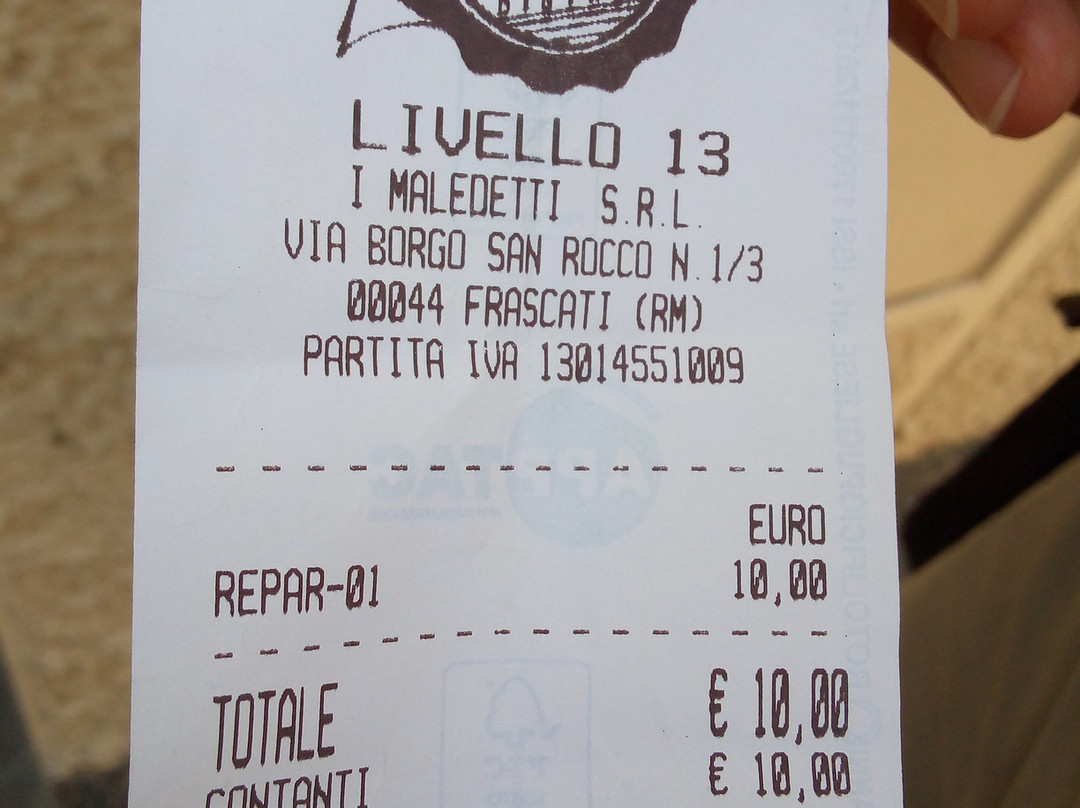 LIVELLO 13
I MALEDETTI S.R.L.
VIA BORGO SAN ROCCO N.1/3
00044 FRASCATI (RM)
PARTITA IVA 13014551009
EURO
REPAR-01 10,00
TOTALE € 10,00
CONTANTI € 10,00